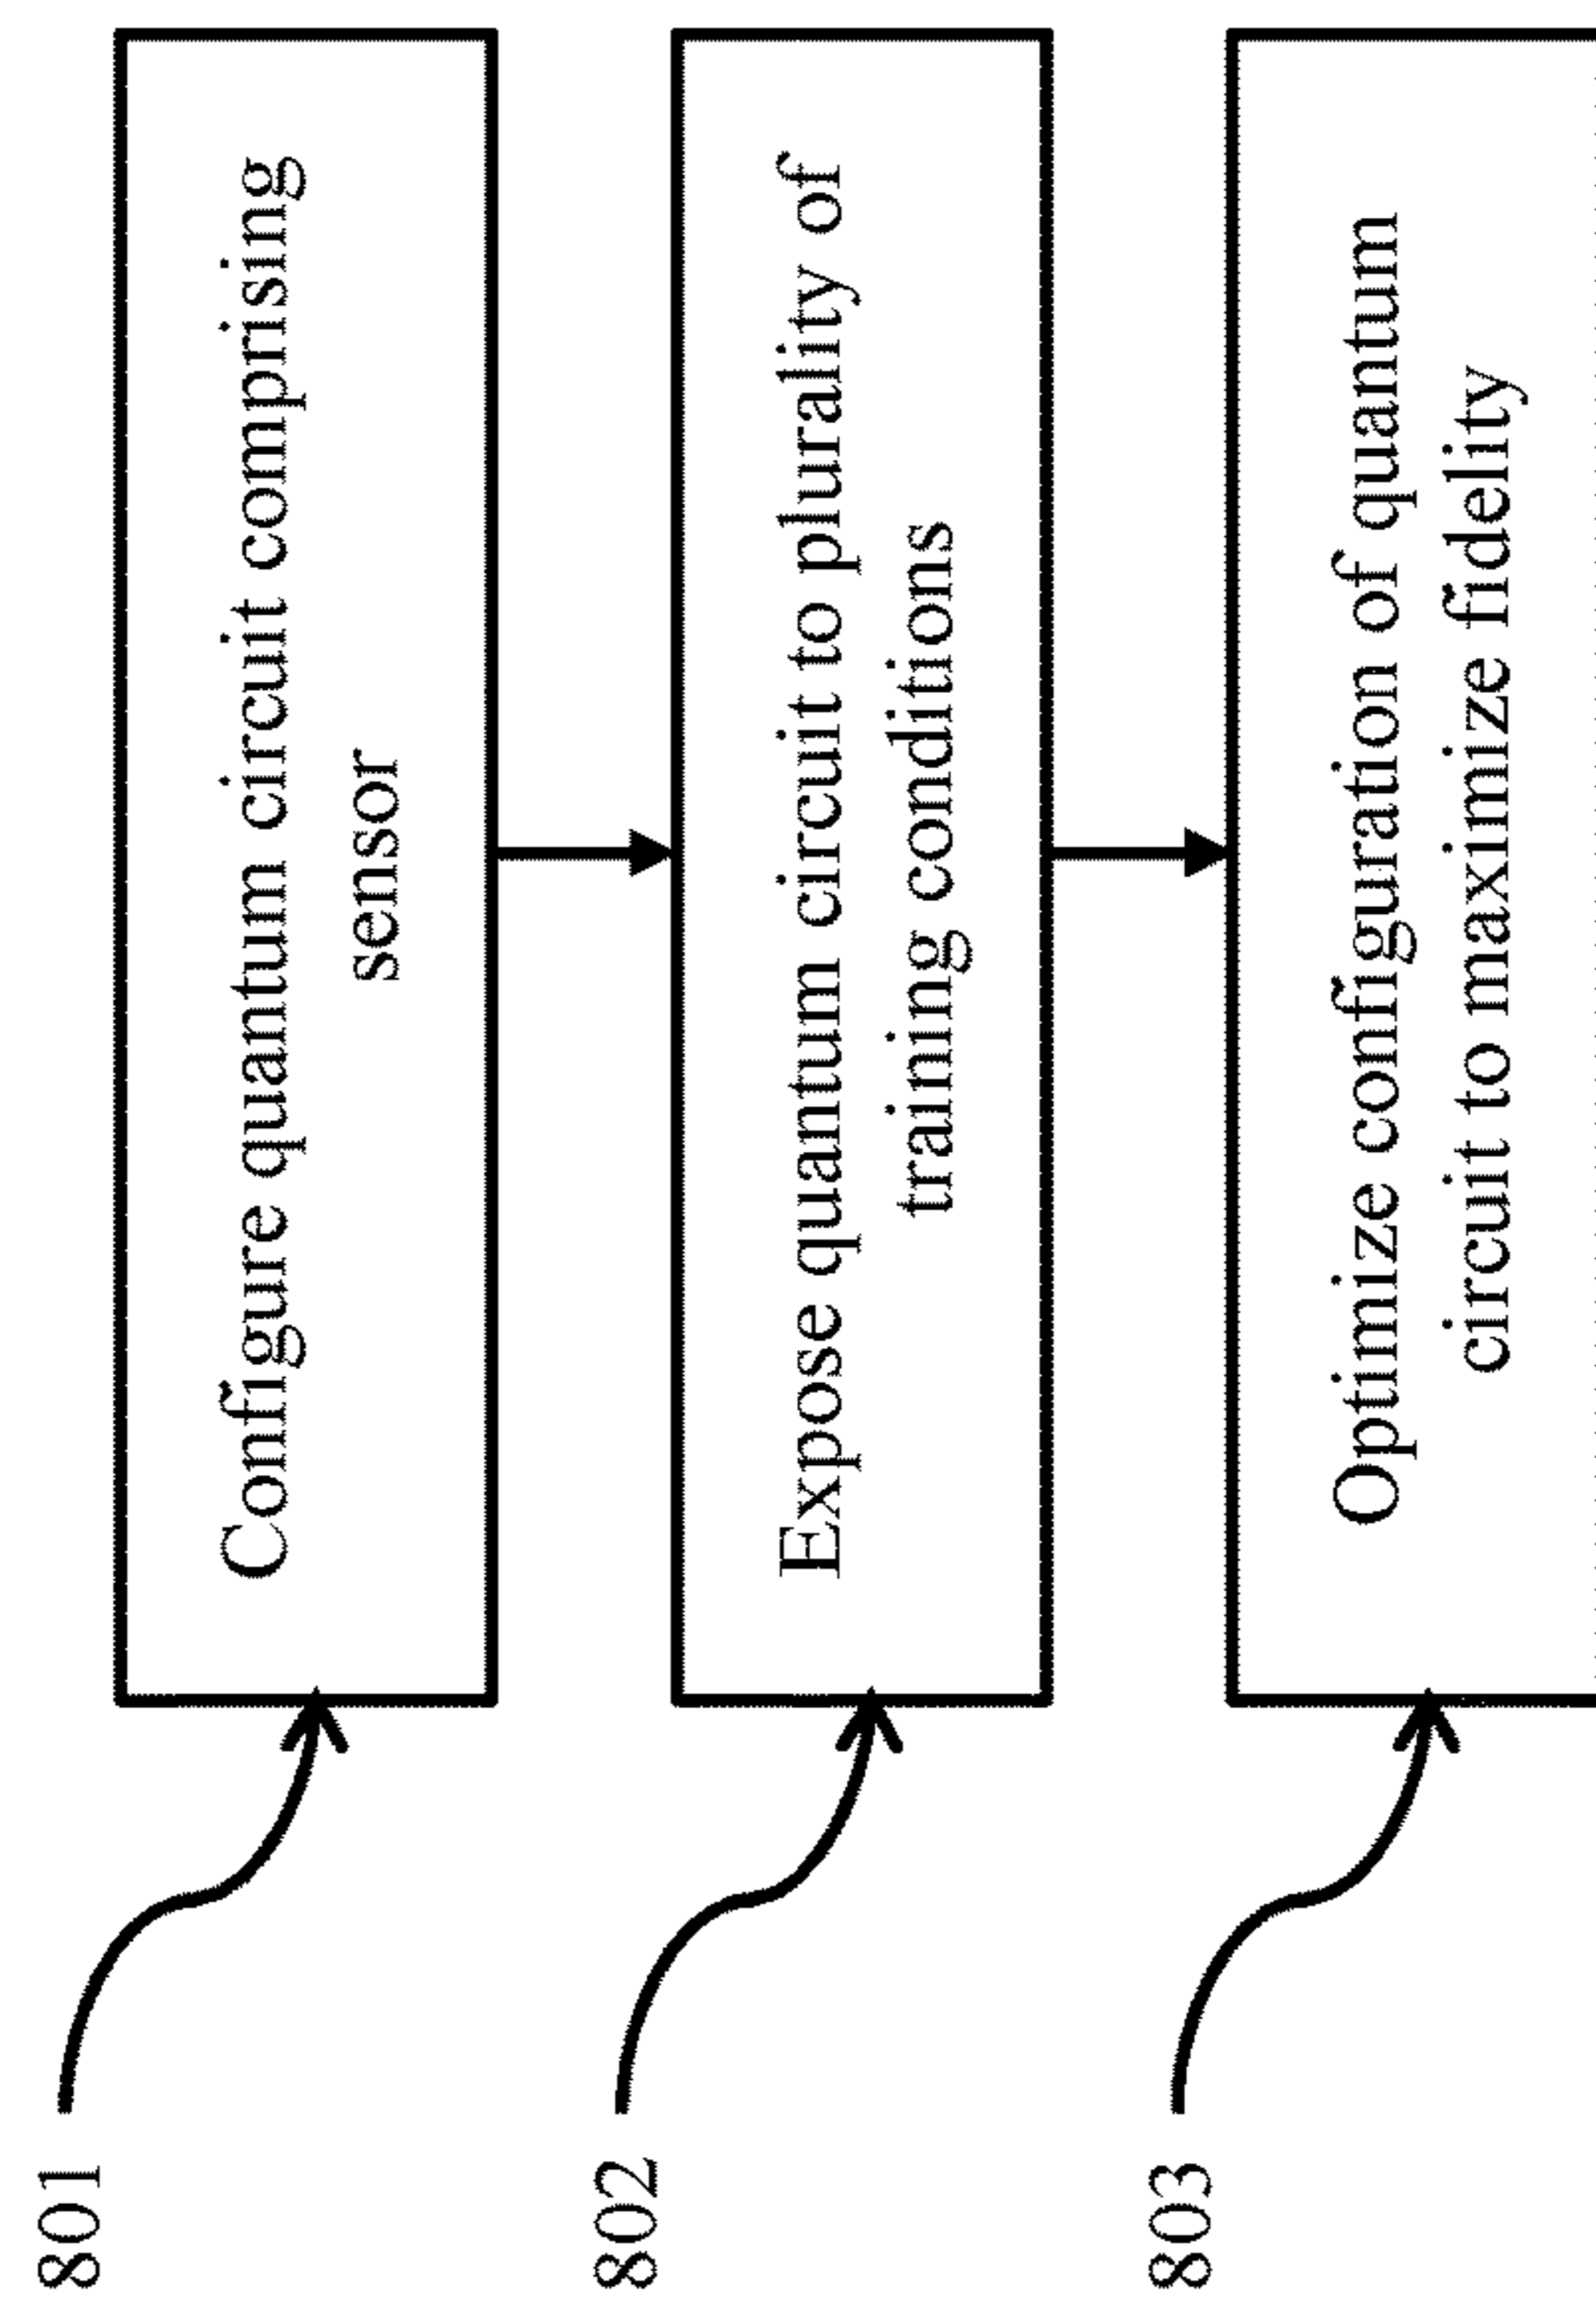 801
Configure quantum circuit comprising
sensor
802
Expose quantum circuit to plurality of
training conditions
803
Optimize configuration of quantum
circuit to maximize fidelity